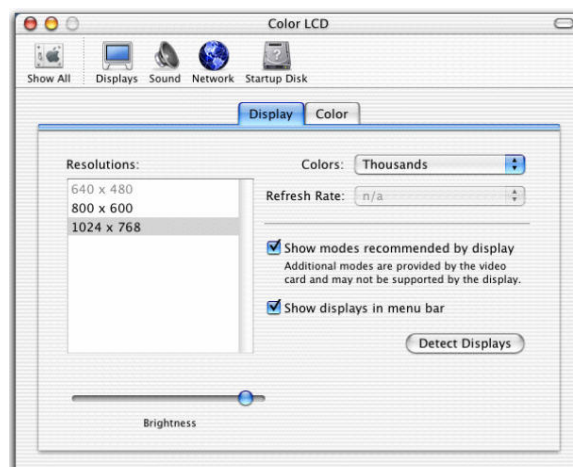 Color LCD
Show All Displays Sound Network Startup Disk
Display Color
Resolutions:
640 x 480
800 x 600
1024 x 768
Colors: Thousands
Refresh Rate: n/a
Show modes recommended by display
Additional modes are provided by the video
card and may not be supported by the display.
Show displays in menu bar
Detect Displays
Brightness